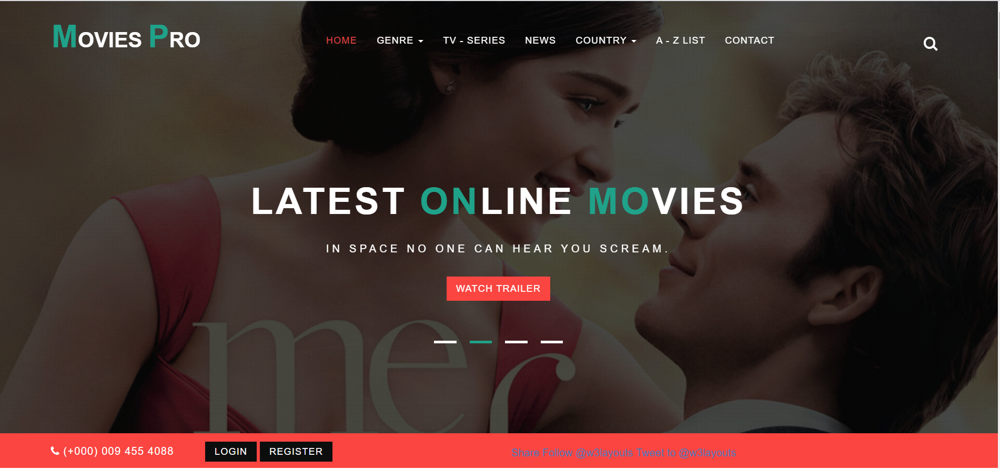 MOVIES PRO
HOME GENRE TV - SERIES NEWS COUNTRY A - Z LIST CONTACT
LATEST ONLINE MOVIES
IN SPACE NO ONE CAN HEAR YOU SCREAM.
WATCH TRAILER
me
(+000) 009 455 4088 LOGIN REGISTER Share Follow @w3layouts Tweet to @w3layouts